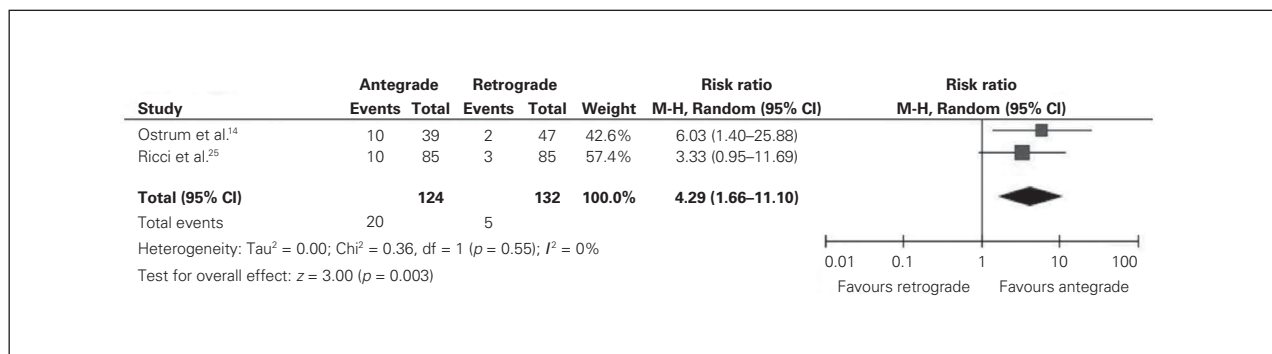 Antegrade Retrograde Risk ratio Risk ratio
Study Events Total Events Total Weight M-H, Random (95% CI) M-H, Random (95% CI)
Ostrum et al.14 10 39 2 47 42.6% 6.03 (1.40–25.88)
Ricci et al.25 10 85 3 85 57.4% 3.33 (0.95–11.69)
Total (95% CI) 124 132 100.0% 4.29 (1.66–11.10)
Total events 20 5
Heterogeneity: Tau2 = 0.00; Chi2 = 0.36, df = 1 (p = 0.55); I2 = 0%
Test for overall effect: z = 3.00 (p = 0.003)
0.01 0.1 1 10 100
Favours retrograde Favours antegrade